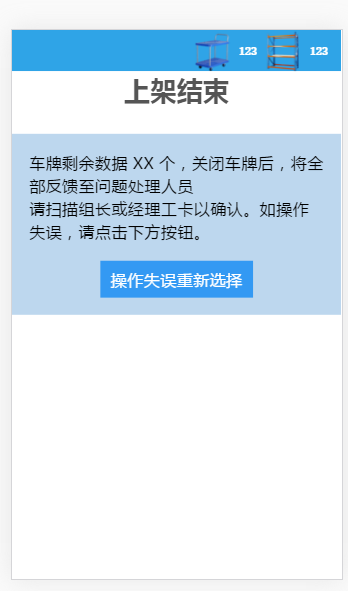 123 123
上架结束
车牌剩余数据 XX 个，关闭车牌后，将全
部反馈至问题处理人员
请扫描组长或经理工卡以确认。如操作
失误，请点击下方按钮。
操作失误重新选择